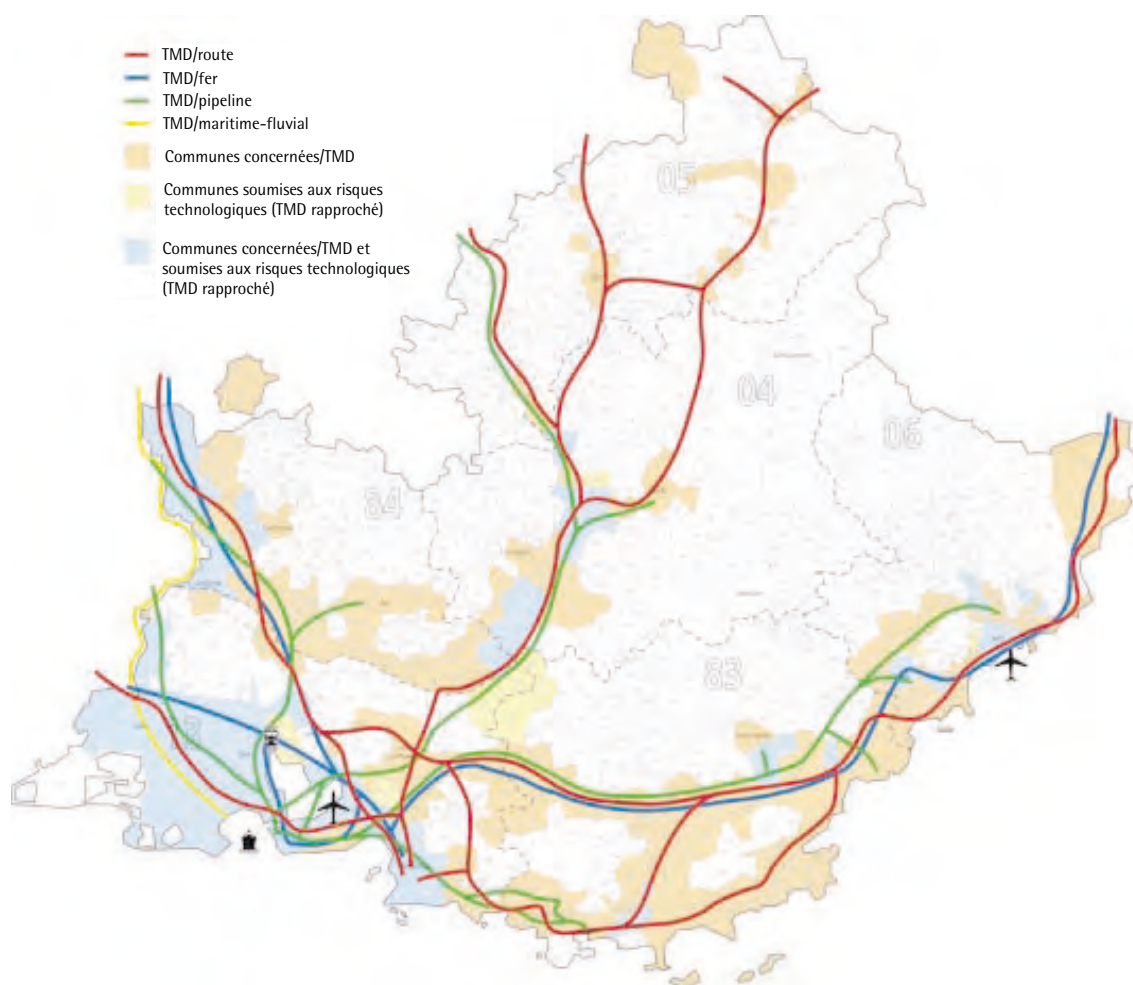 TMD/route
TMD/fer
TMD/pipeline
TMD/maritime-fluvial
Communes concernées/TMD
Communes soumises aux risques
technologiques (TMD rapproché)
Communes concernées/TMD et
soumises aux risques technologiques
(TMD rapproché)
05
04
06
84
83